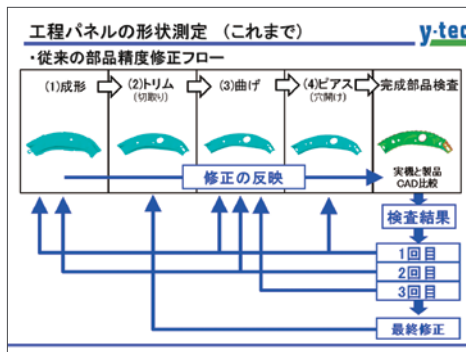 工程パネルの形状測定 (これまで)
y-tec
・従来の部品精度修正フロー
(1)成形
(2)トリム
(切取り)
(3)曲げ
(4)ピアス
(穴開け)
完成部品検査
実機と製品
CAD比較
修正の反映
検査結果
1回目
2回目
3回目
最終修正